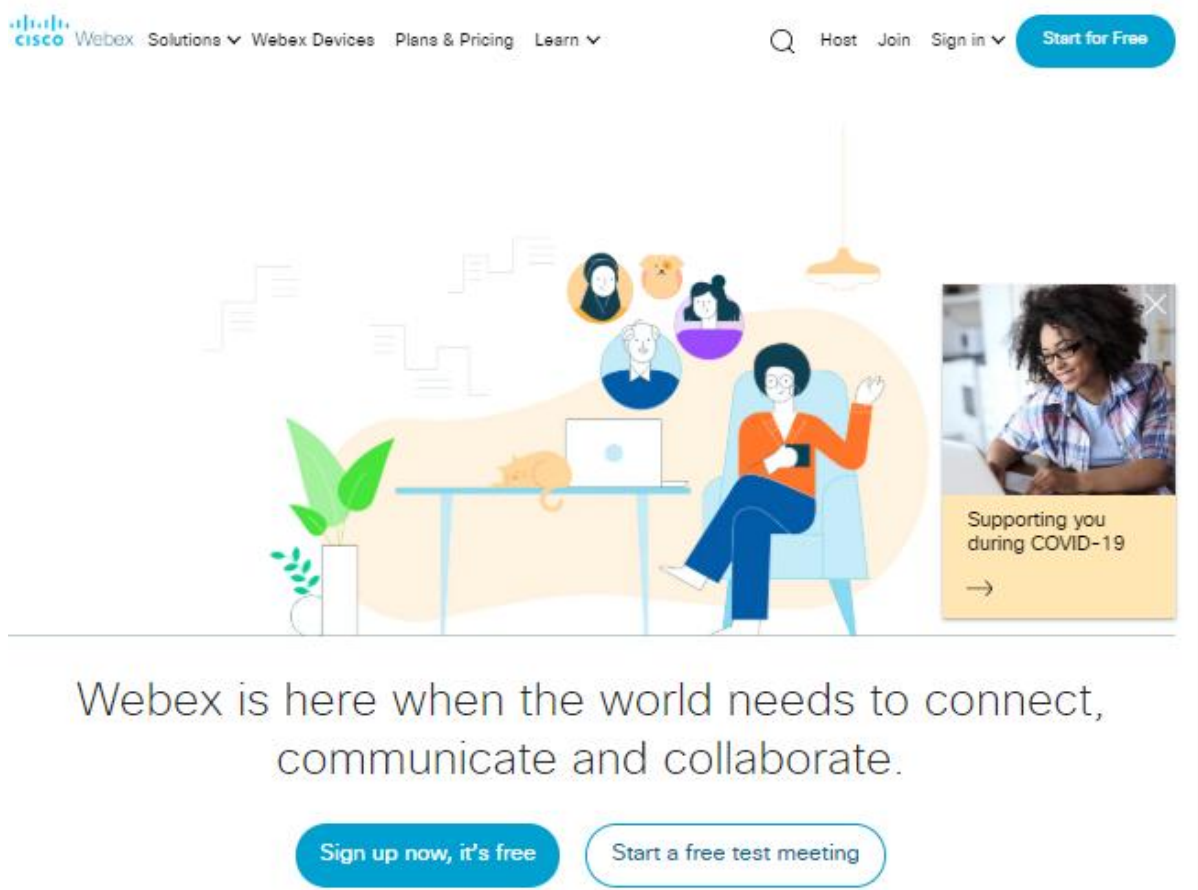 CISCO Webex Solutions Webex Devices Plans & Pricing Learn Host Join Sign in Start for Free
Supporting you
during COVID-19
Webex is here when the world needs to connect,
communicate and collaborate.
Sign up now, it's free Start a free test meeting